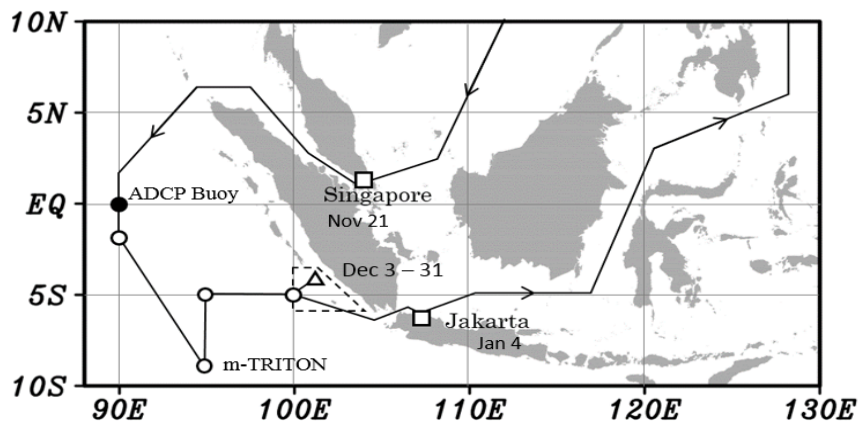 10N
5N
EQ
5S
10S
ADCP Buoy
Singapore
Nov 21
Dec 3 – 31
Jakarta
Jan 4
m-TRITON
90E 100E 110E 120E 130E